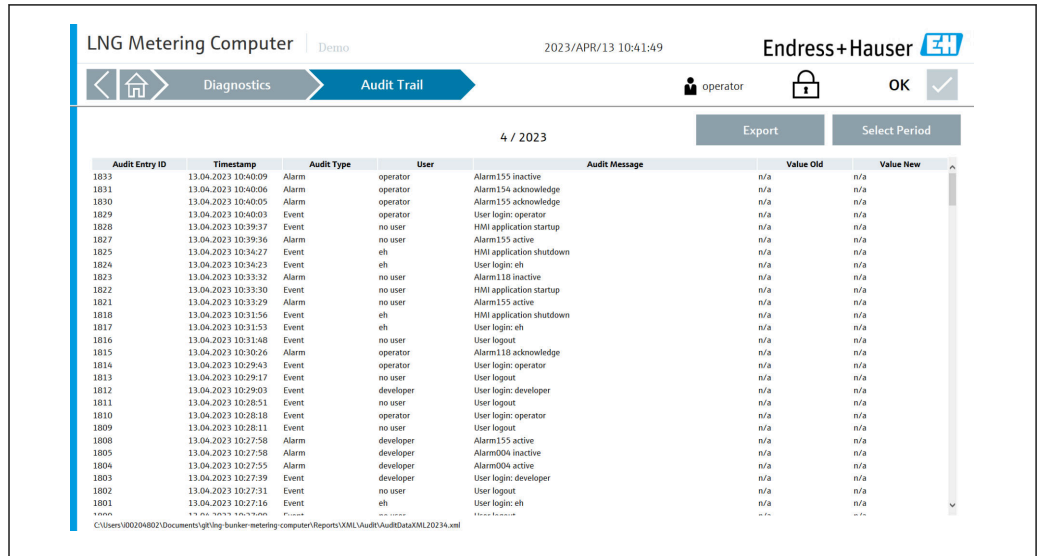 LNG Metering Computer Demo 2023/APR/13 10:41:49 Endress+Hauser EH
Diagnostics Audit Trail operator OK
4 / 2023 Export Select Period
Audit Entry ID Timestamp Audit Type User Audit Message Value Old Value New
1833 13.04.2023 10:40:09 Alarm operator Alarm155 inactive n/a n/a
1831 13.04.2023 10:40:06 Alarm operator Alarm154 acknowledge n/a n/a
1830 13.04.2023 10:40:05 Alarm operator Alarm155 acknowledge n/a n/a
1829 13.04.2023 10:40:03 Event operator User login: operator n/a n/a
1828 13.04.2023 10:39:37 Event no user HMI application startup n/a n/a
1827 13.04.2023 10:39:36 Alarm no user Alarm155 active n/a n/a
1825 13.04.2023 10:34:27 Event eh HMI application shutdown n/a n/a
1824 13.04.2023 10:34:23 Event eh User login: eh n/a n/a
1823 13.04.2023 10:33:32 Alarm no user Alarm118 inactive n/a n/a
1822 13.04.2023 10:33:30 Event no user HMI application startup n/a n/a
1821 13.04.2023 10:33:29 Alarm no user Alarm155 active n/a n/a
1818 13.04.2023 10:31:56 Event eh HMI application shutdown n/a n/a
1817 13.04.2023 10:31:53 Event eh User login: eh n/a n/a
1816 13.04.2023 10:31:48 Event no user User logout n/a n/a
1815 13.04.2023 10:30:26 Alarm operator Alarm118 acknowledge n/a n/a
1814 13.04.2023 10:29:43 Event operator User login: operator n/a n/a
1813 13.04.2023 10:29:17 Event no user User logout n/a n/a
1812 13.04.2023 10:29:03 Event developer User login: developer n/a n/a
1811 13.04.2023 10:28:51 Event no user User logout n/a n/a
1810 13.04.2023 10:28:18 Event operator User login: operator n/a n/a
1809 13.04.2023 10:28:11 Event no user User logout n/a n/a
1808 13.04.2023 10:27:58 Alarm developer Alarm155 active n/a n/a
1805 13.04.2023 10:27:58 Alarm developer Alarm004 inactive n/a n/a
1804 13.04.2023 10:27:55 Alarm developer Alarm004 active n/a n/a
1803 13.04.2023 10:27:39 Event developer User login: developer n/a n/a
1802 13.04.2023 10:27:31 Event no user User logout n/a n/a
1801 13.04.2023 10:27:16 Event eh User login: eh n/a n/a
C:\Users\I00204802\Documents\git\lng-bunker-metering-computer\Reports\XML\Audit\AuditDataXML20234.xml